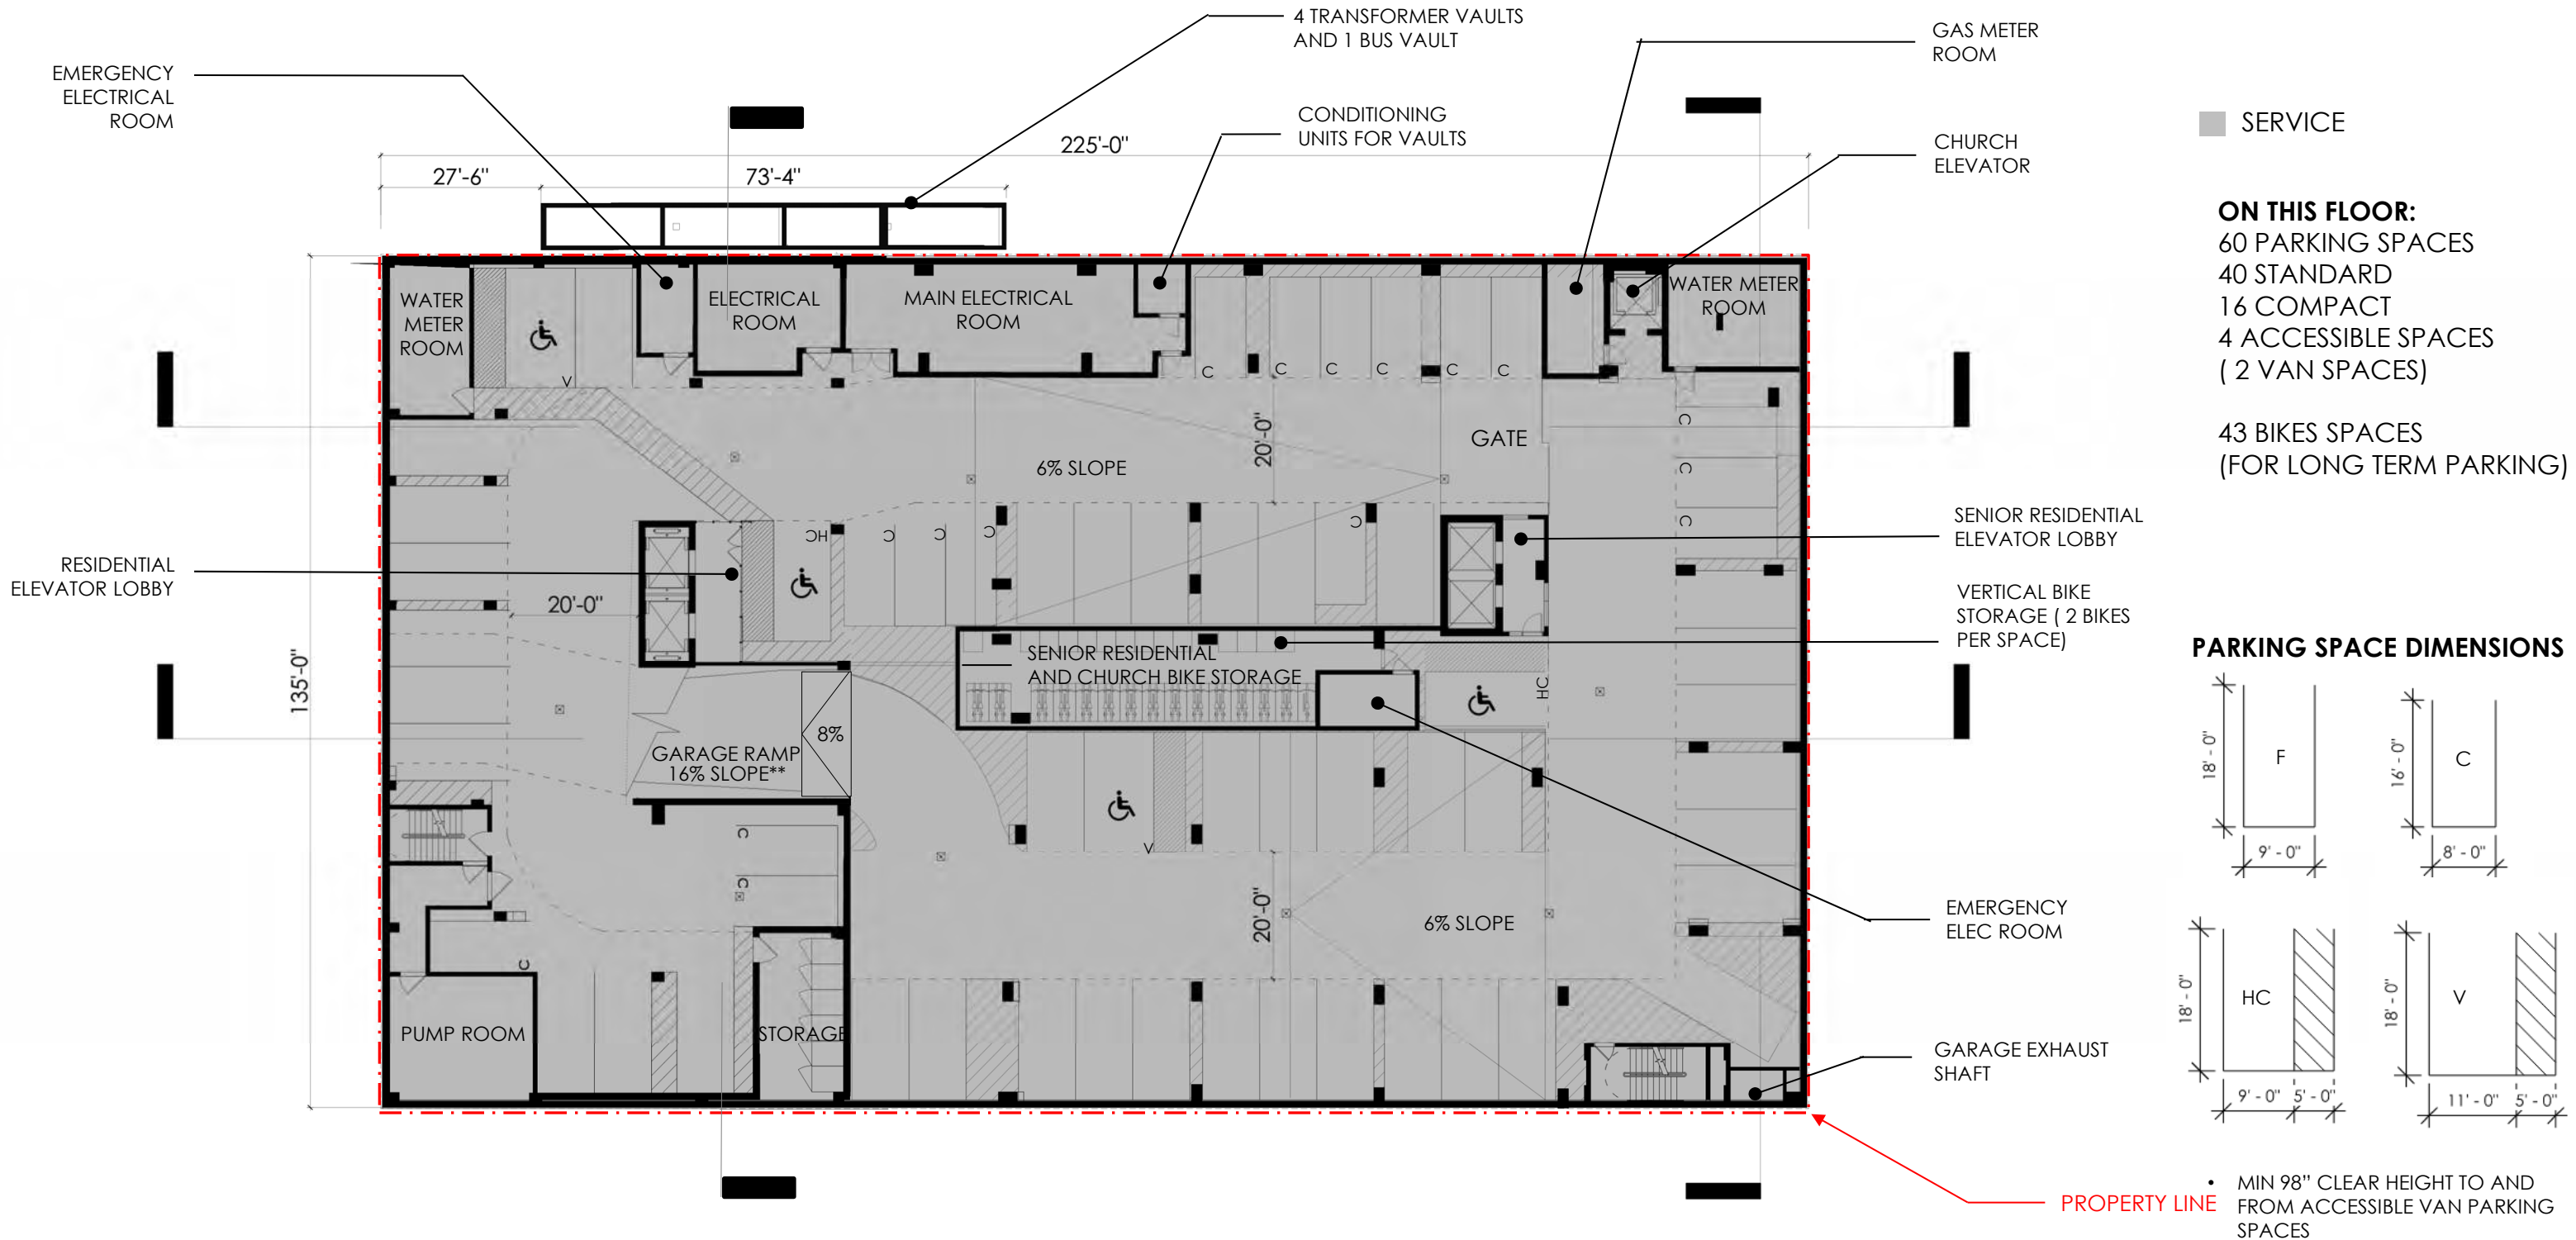 4 TRANSFORMER VAULTS
AND 1 BUS VAULT
GAS METER
ROOM
EMERGENCY
ELECTRICAL
ROOM
CONDITIONING
UNITS FOR VAULTS
CHURCH
ELEVATOR
SERVICE
225'-0"
27'-6"
73'-4"
ON THIS FLOOR:
60 PARKING SPACES
40 STANDARD
16 COMPACT
4 ACCESSIBLE SPACES
( 2 VAN SPACES)
43 BIKES SPACES
(FOR LONG TERM PARKING)
WATER
METER
ROOM
ELECTRICAL
ROOM
MAIN ELECTRICAL
ROOM
WATER METER
ROOM
V
C
C
C
C
C
C
C
C
C
20'-0"
GATE
6% SLOPE
HC
C
C
C
C
RESIDENTIAL
ELEVATOR LOBBY
SENIOR RESIDENTIAL
ELEVATOR LOBBY
20'-0"
VERTICAL BIKE
STORAGE ( 2 BIKES
PER SPACE)
135'-0"
SENIOR RESIDENTIAL
AND CHURCH BIKE STORAGE
HC
8%
GARAGE RAMP
16% SLOPE**
C
C
V
20'-0"
6% SLOPE
C
EMERGENCY
ELEC ROOM
PUMP ROOM
STORAGE
GARAGE EXHAUST
SHAFT
PROPERTY LINE
PARKING SPACE DIMENSIONS
18' - 0"
F
9' - 0"
16' - 0"
C
8' - 0"
18' - 0"
HC
9' - 0"
5' - 0"
18' - 0"
V
11' - 0"
5' - 0"
• MIN 98” CLEAR HEIGHT TO AND
FROM ACCESSIBLE VAN PARKING
SPACES